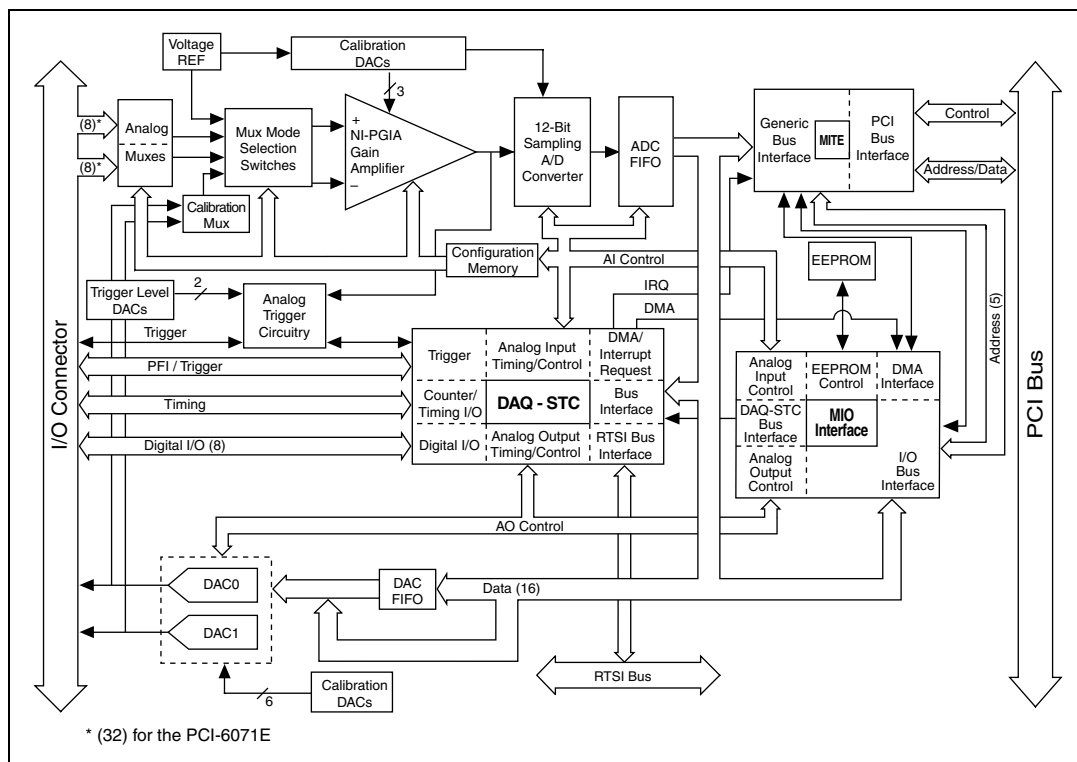 Voltage
REF
Calibration
DACs
3
(8)*
(8)*
Analog
Muxes
Mux Mode
Selection
Switches
+
NI-PGIA
Gain
Amplifier
–
12-Bit
Sampling
A/D
Converter
ADC
FIFO
Generic
Bus
Interface
MITE
PCI
Bus
Interface
Control
Address/Data
Calibration
Mux
Configuration
Memory
AI Control
EEPROM
IRQ
DMA
Address (5)
Trigger Level
DACs
2
Analog
Trigger
Circuitry
Trigger
PFI / Trigger
Timing
Digital I/O (8)
I/O Connector
PCI Bus
Trigger
Analog Input
Timing/Control
DMA/
Interrupt
Request
Counter/
Timing I/O
DAQ - STC
Bus
Interface
Digital I/O
Analog Output
Timing/Control
RTSI Bus
Interface
Analog
Input
Control
EEPROM
Control
DMA
Interface
DAQ-STC
Bus
Interface
MIO
Interface
Analog
Output
Control
I/O
Bus
Interface
AO Control
DAC0
DAC1
DAC
FIFO
Data (16)
6
Calibration
DACs
RTSI Bus
* (32) for the PCI-6071E